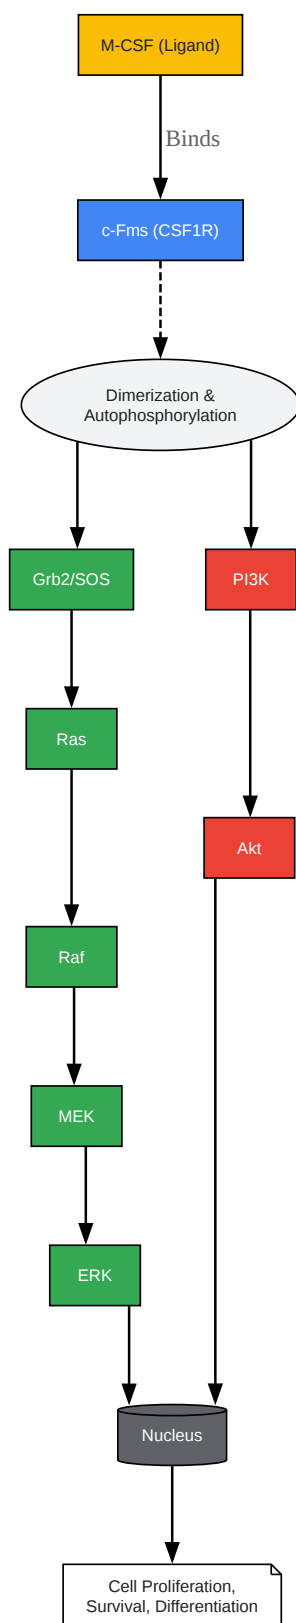 M-CSF (Ligand)
Binds
c-Fms (CSF1R)
Dimerization &
Autophosphorylation
Grb2/SOS
PI3K
Ras
Akt
Raf
MEK
ERK
Nucleus
Cell Proliferation,
Survival, Differentiation